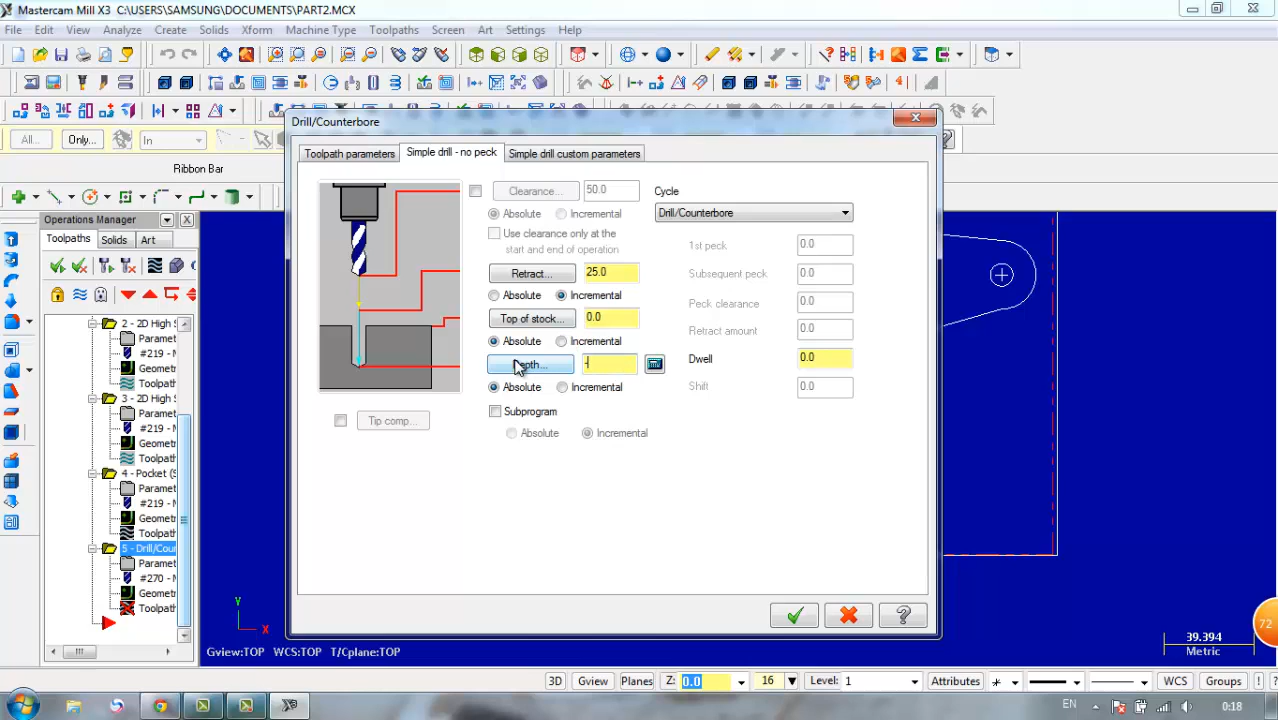 Mastercam Mill X3 C:\USERS\SAMSUNG\DOCUMENTS\PART2.MCX
File Edit View Analyze Create Solids Xform Machine Type Toolpaths Screen Art Settings Help
All... Only... In
Ribbon Bar
Operations Manager
Toolpaths Solids Art
2 - 2D High S
Paramet
#219 - M
Geometr
Toolpath
3 - 2D High S
Paramet
#219 - M
Geometr
Toolpath
4 - Pocket (S
Paramet
#219 - M
Geometr
Toolpath
5 - Drill/Cour
Paramet
#270 - M
Geometr
Toolpath
Drill/Counterbore
Toolpath parameters Simple drill - no peck Simple drill custom parameters
Clearance... 50.0
Absolute Incremental
Use clearance only at the
start and end of operation
Retract... 25.0
Absolute Incremental
Top of stock... 0.0
Absolute Incremental
-
Absolute Incremental
Subprogram
Absolute Incremental
Tip comp...
Cycle
Drill/Counterbore
1st peck 0.0
Subsequent peck 0.0
Peck clearance 0.0
Retract amount 0.0
Dwell 0.0
Shift 0.0
Y
X
Gview:TOP WCS:TOP T/Cplane:TOP
39.394
Metric
72
3D Gview Planes Z: 0.0 16 Level: 1 Attributes WCS Groups ?
EN 0:18